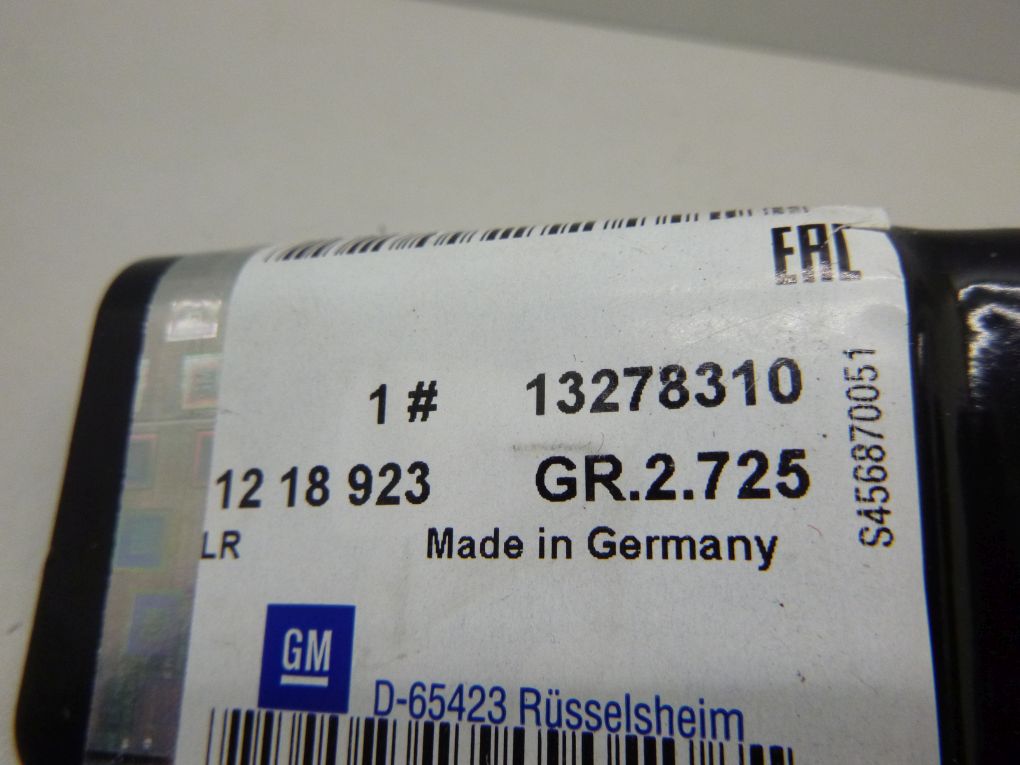 EAC
1 # 13278310
12 18 923 GR.2.725
LR Made in Germany
S456870051
GM
D-65423 Rüsselsheim